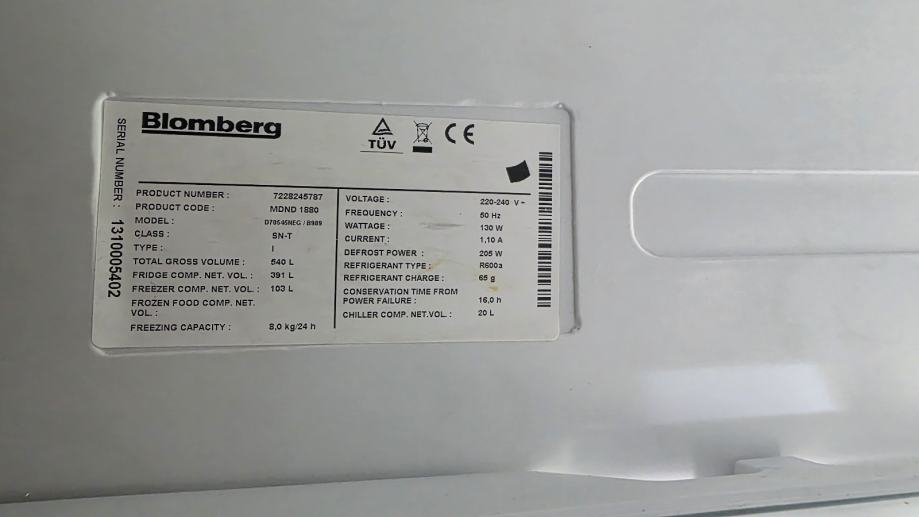 Blomberg
TÜV
CE
SERIAL NUMBER : 1310005402
PRODUCT NUMBER : 7228245787
PRODUCT CODE : MDND 1880
MODEL : D70545NEG / B989
CLASS : SN-T
TYPE : I
TOTAL GROSS VOLUME : 540 L
FRIDGE COMP. NET. VOL. : 391 L
FREEZER COMP. NET. VOL. : 103 L
FROZEN FOOD COMP. NET.
VOL. :
FREEZING CAPACITY : 8,0 kg/24 h
VOLTAGE : 220-240 V ~
FREQUENCY : 50 Hz
WATTAGE : 130 W
CURRENT : 1,10 A
DEFROST POWER : 205 W
REFRIGERANT TYPE : R600a
REFRIGERANT CHARGE : 65 g
CONSERVATION TIME FROM
POWER FAILURE : 16,0 h
CHILLER COMP. NET.VOL. : 20 L